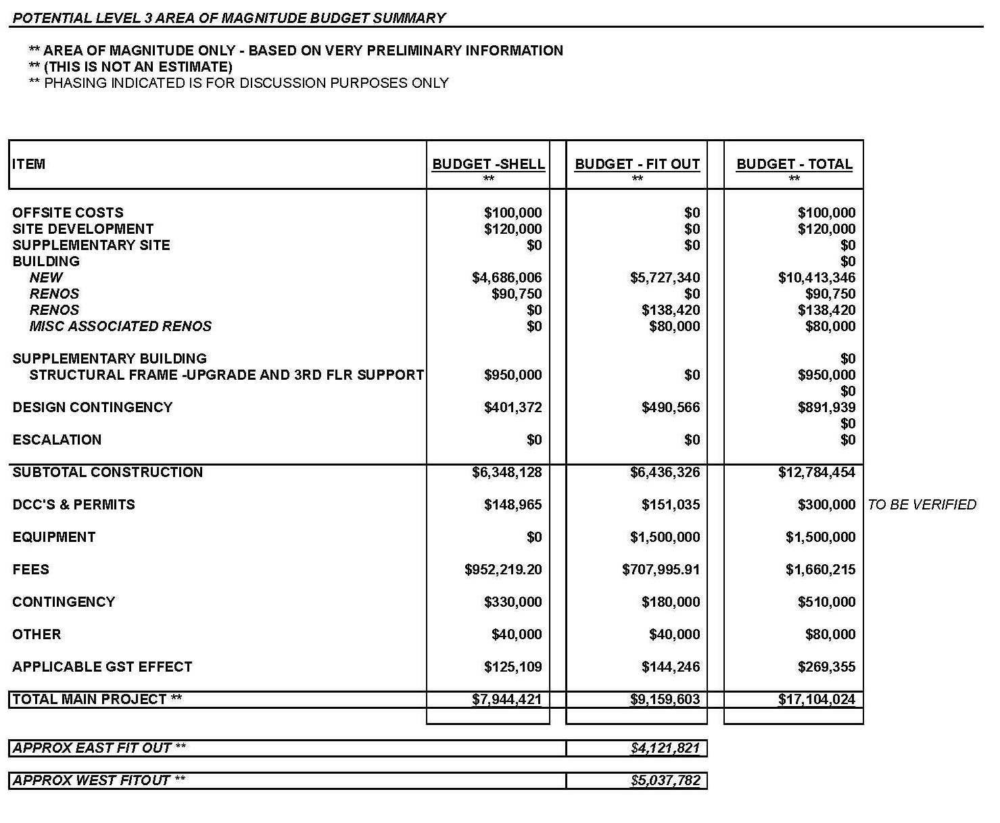 POTENTIAL LEVEL 3 AREA OF MAGNITUDE BUDGET SUMMARY
** AREA OF MAGNITUDE ONLY - BASED ON VERY PRELIMINARY INFORMATION
** (THIS IS NOT AN ESTIMATE)
** PHASING INDICATED IS FOR DISCUSSION PURPOSES ONLY
ITEM BUDGET -SHELL BUDGET - FIT OUT BUDGET - TOTAL
** ** **
OFFSITE COSTS $100,000 $0 $100,000
SITE DEVELOPMENT $120,000 $0 $120,000
SUPPLEMENTARY SITE $0 $0 $0
BUILDING $0
NEW $4,686,006 $5,727,340 $10,413,346
RENOS $90,750 $0 $90,750
RENOS $0 $138,420 $138,420
MISC ASSOCIATED RENOS $0 $80,000 $80,000
SUPPLEMENTARY BUILDING $0
STRUCTURAL FRAME -UPGRADE AND 3RD FLR SUPPORT $950,000 $0 $950,000
$0
DESIGN CONTINGENCY $401,372 $490,566 $891,939
$0
ESCALATION $0 $0 $0
SUBTOTAL CONSTRUCTION $6,348,128 $6,436,326 $12,784,454
DCC'S & PERMITS $148,965 $151,035 $300,000 TO BE VERIFIED
EQUIPMENT $0 $1,500,000 $1,500,000
FEES $952,219.20 $707,995.91 $1,660,215
CONTINGENCY $330,000 $180,000 $510,000
OTHER $40,000 $40,000 $80,000
APPLICABLE GST EFFECT $125,109 $144,246 $269,355
TOTAL MAIN PROJECT ** $7,944,421 $9,159,603 $17,104,024
APPROX EAST FIT OUT ** $4,121,821
APPROX WEST FITOUT ** $5,037,782